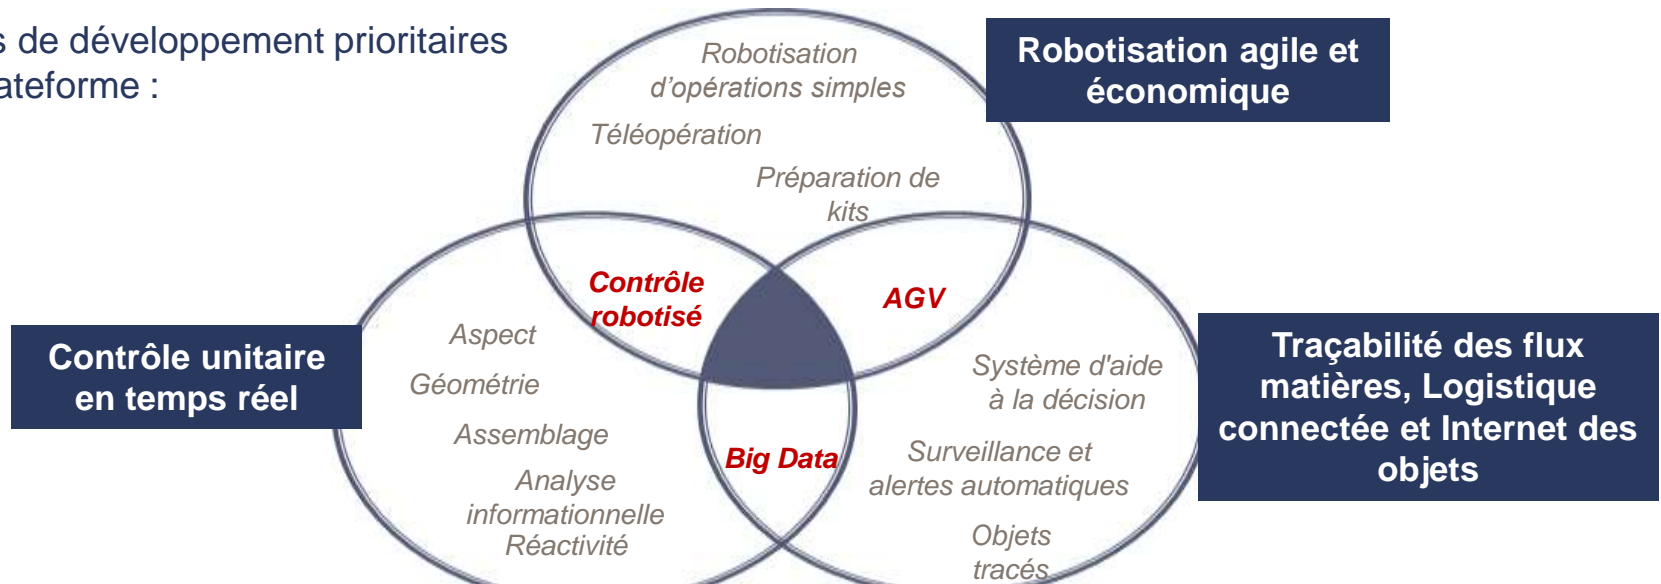 s de développement prioritaires
ateforme :
Robotisation
d’opérations simples
Téléopération
Préparation de
kits
Robotisation agile et
économique
Contrôle
robotisé
AGV
Contrôle unitaire
en temps réel
Aspect
Géométrie
Assemblage
Analyse
informationnelle
Réactivité
Big Data
Système d'aide
à la décision
Surveillance et
alertes automatiques
Objets
tracés
Traçabilité des flux
matières, Logistique
connectée et Internet des
objets